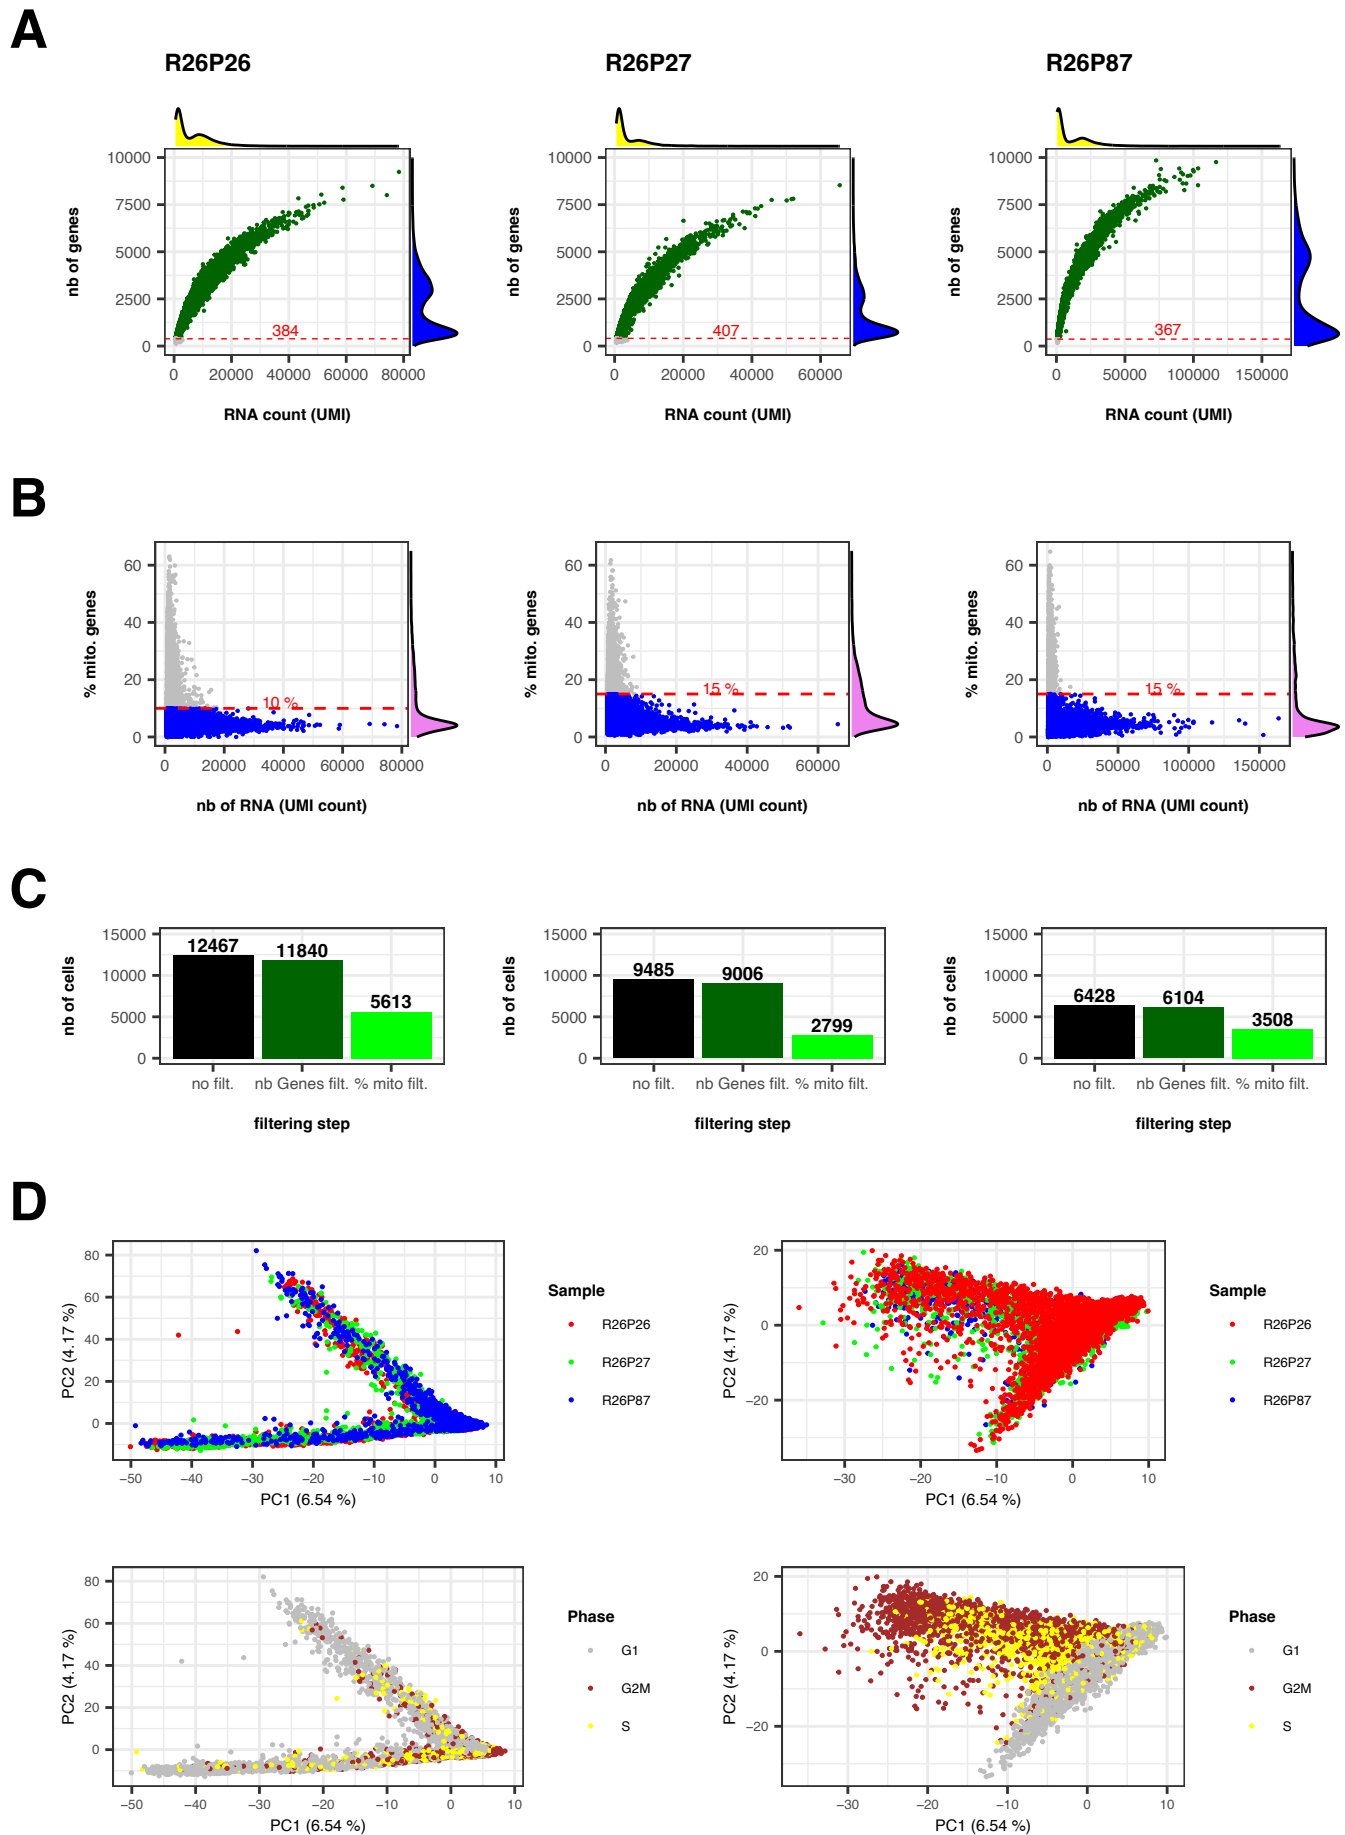 A
R26P26 R26P27 R26P87
nb of genes
10000
7500
5000
2500
0
384
0 20000 40000 60000 80000
RNA count (UMI)
nb of genes
10000
7500
5000
2500
0
407
0 20000 40000 60000
RNA count (UMI)
nb of genes
10000
7500
5000
2500
0
367
0 50000 100000 150000
RNA count (UMI)
B
% mito. genes
60
40
20
0
10 %
0 20000 40000 60000 80000
nb of RNA (UMI count)
% mito. genes
60
40
20
0
15 %
0 20000 40000 60000
nb of RNA (UMI count)
% mito. genes
60
40
20
0
15 %
0 50000 100000 150000
nb of RNA (UMI count)
C
nb of cells
15000
10000
5000
0
12467 11840 5613
no filt. nb Genes filt. % mito filt.
filtering step
nb of cells
15000
10000
5000
0
9485 9006 2799
no filt. nb Genes filt. % mito filt.
filtering step
nb of cells
15000
10000
5000
0
6428 6104 3508
no filt. nb Genes filt. % mito filt.
filtering step
D
PC2 (4.17 %)
80
60
40
20
0
−50 −40 −30 −20 −10 0 10
PC1 (6.54 %)
Sample
R26P26
R26P27
R26P87
PC2 (4.17 %)
20
0
−20
−30 −20 −10 0 10
PC1 (6.54 %)
Sample
R26P26
R26P27
R26P87
PC2 (4.17 %)
80
60
40
20
0
−50 −40 −30 −20 −10 0 10
PC1 (6.54 %)
Phase
G1
G2M
S
PC2 (4.17 %)
20
0
−20
−30 −20 −10 0 10
PC1 (6.54 %)
Phase
G1
G2M
S